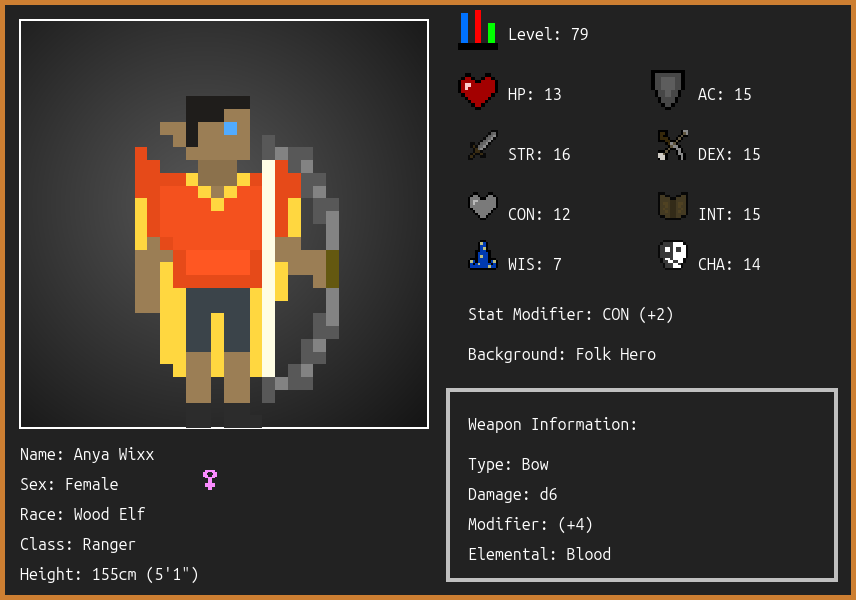 Level: 79
HP: 13
AC: 15
STR: 16
DEX: 15
CON: 12
INT: 15
WIS: 7
CHA: 14
Stat Modifier: CON (+2)
Background: Folk Hero
Weapon Information:
Type: Bow
Damage: d6
Modifier: (+4)
Elemental: Blood
Name: Anya Wixx
Sex: Female
Race: Wood Elf
Class: Ranger
Height: 155cm (5'1")